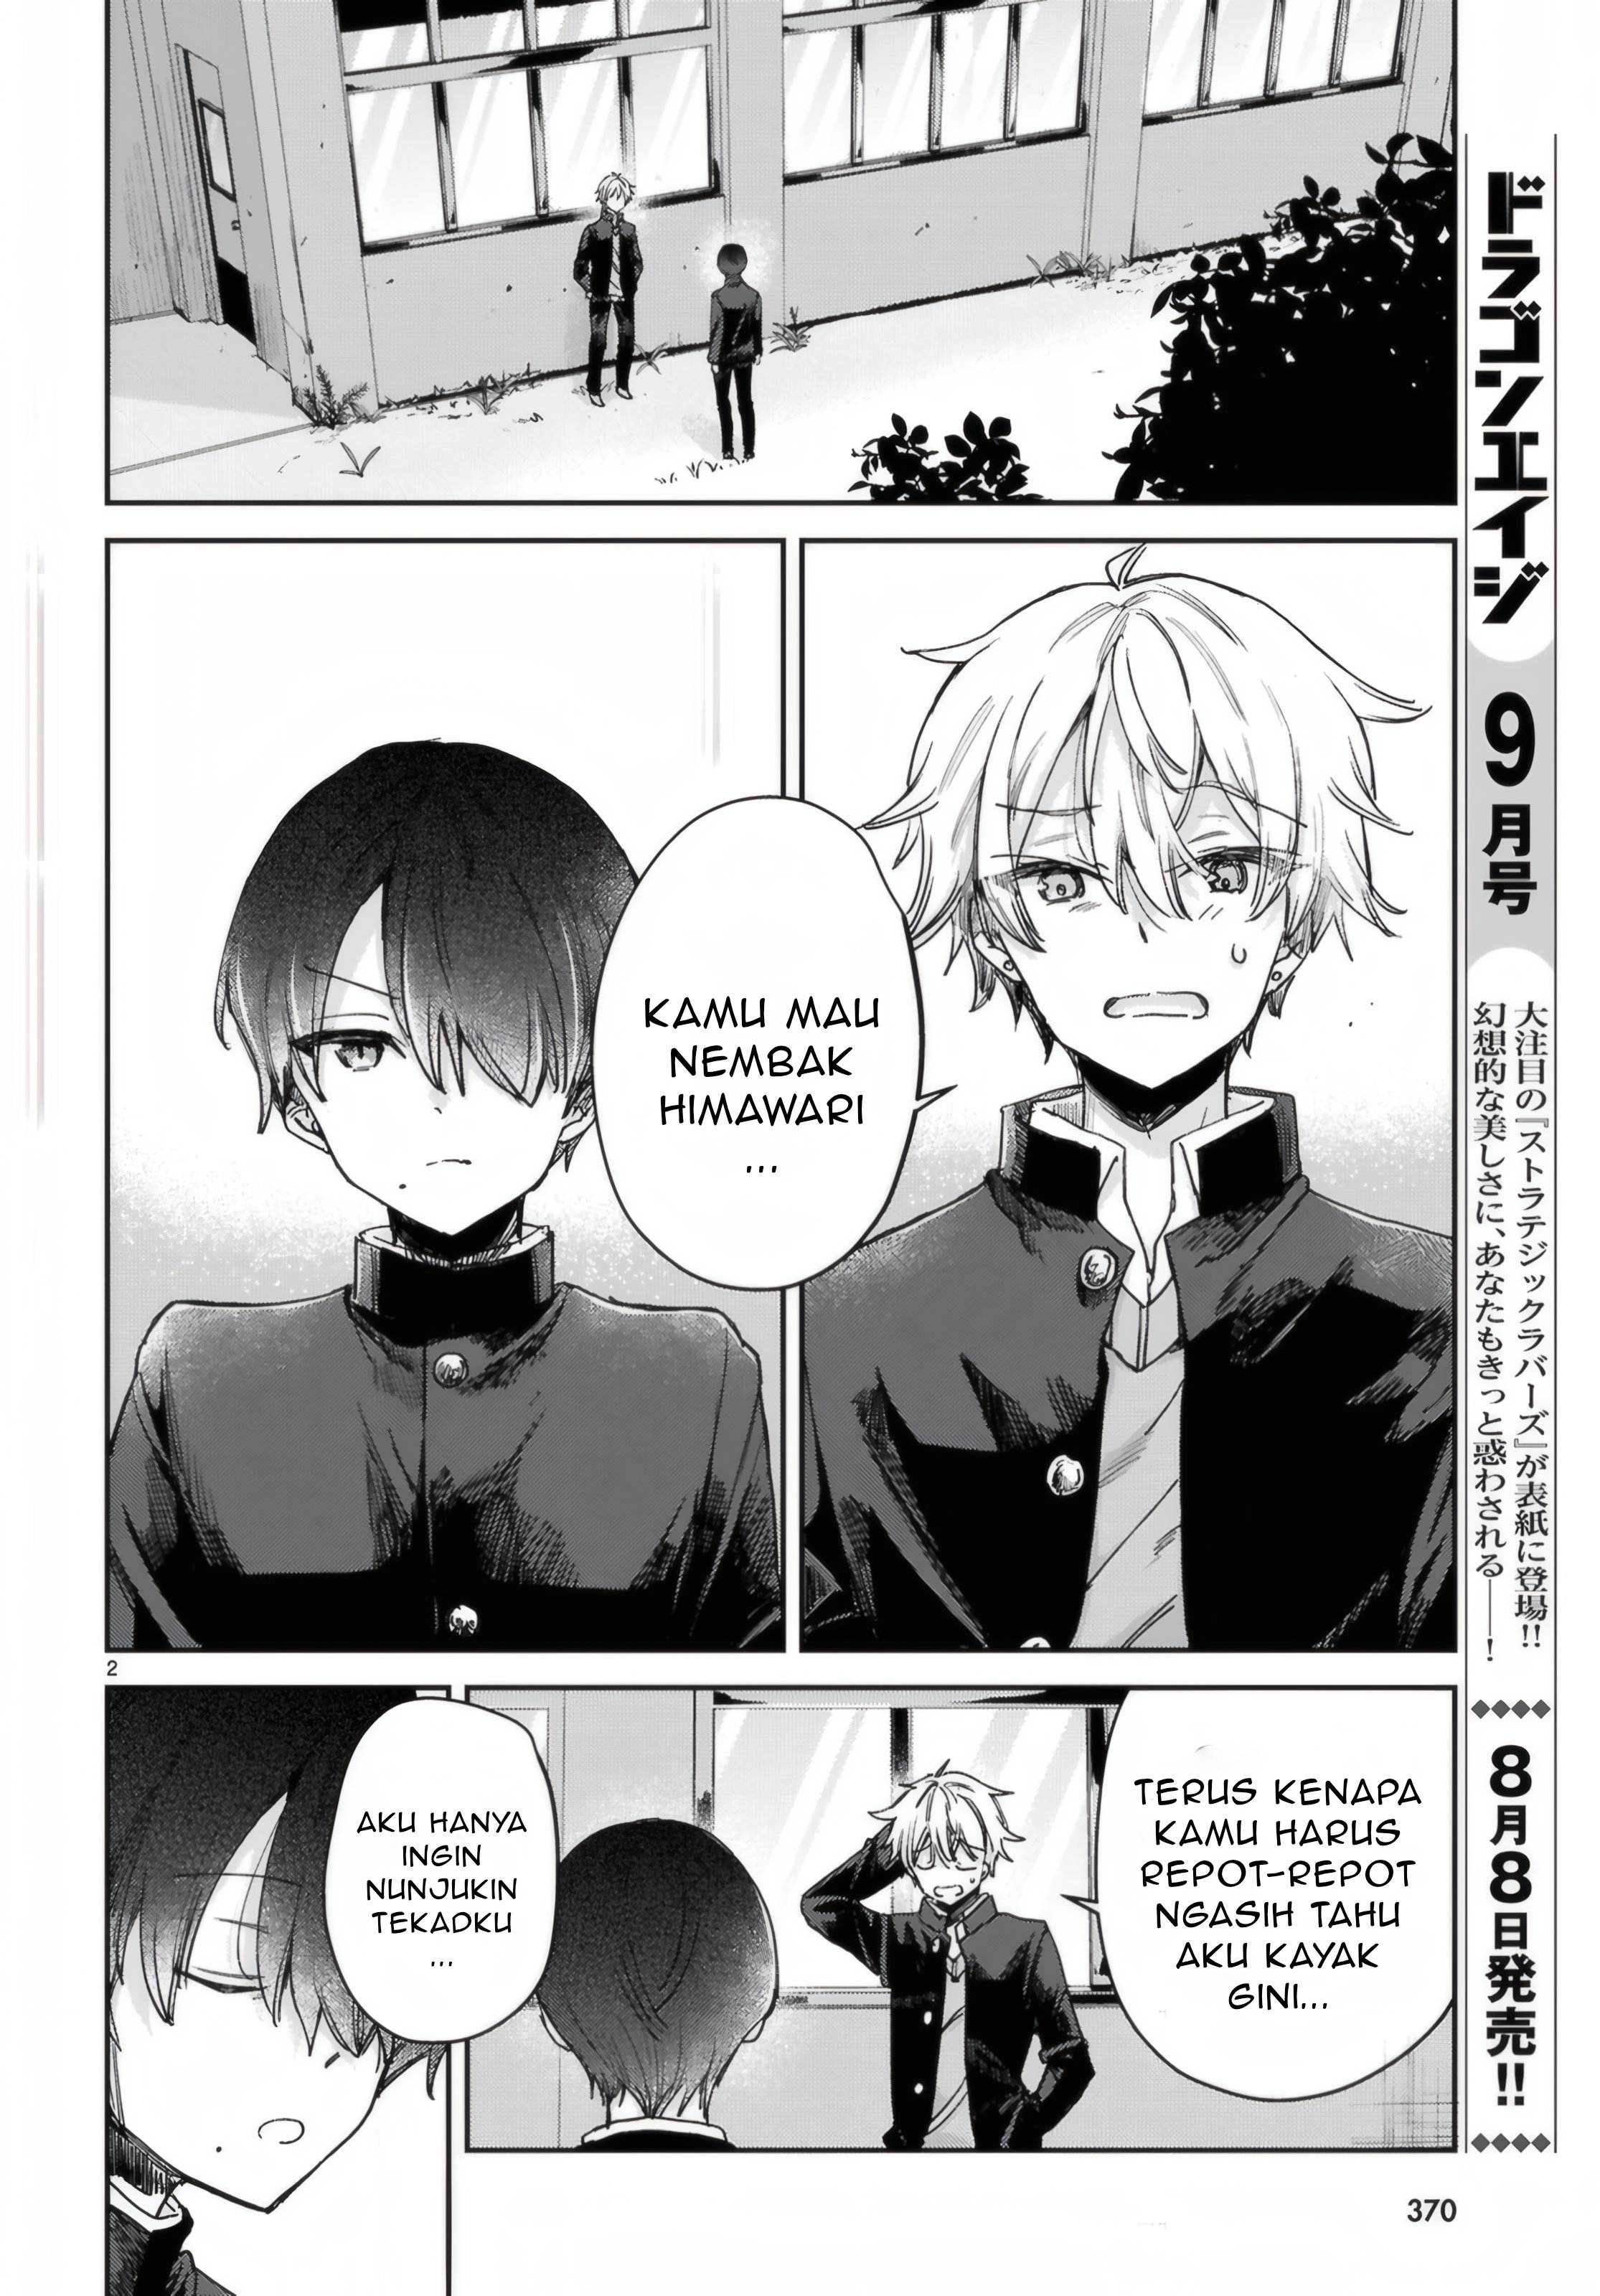 KAMU MAU
NEMBAK
HIMAWARI
...
TERUS KENAPA
KAMU HARUS
REPOT-REPOT
NGASIH TAHU
AKU KAYAK
GINI...
AKU HANYA
INGIN
NUNJUKIN
TEKADKU
...
2
370
ドラゴンエイジ
9月号
大注目の『ストラテジックラバーズ』が表紙に登場!!
幻想的な美しさに、あなたもきっと惑わされる――!
8月8日発売!!